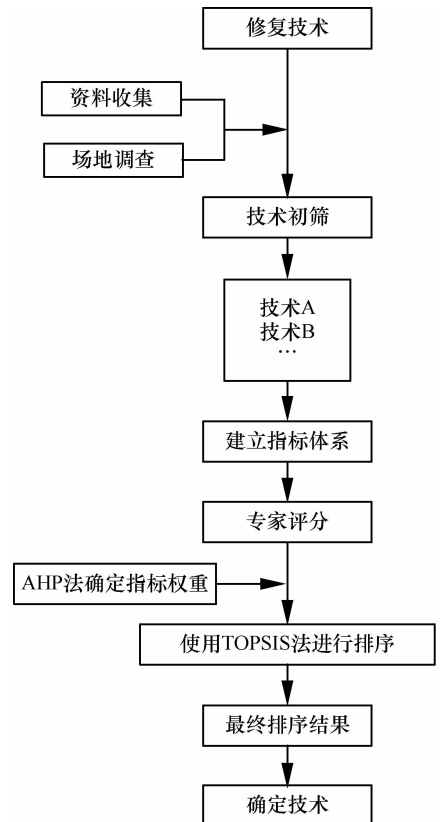 修复技术
资料收集
场地调查
技术初筛
技术A
技术B
…
建立指标体系
专家评分
AHP法确定指标权重
使用TOPSIS法进行排序
最终排序结果
确定技术